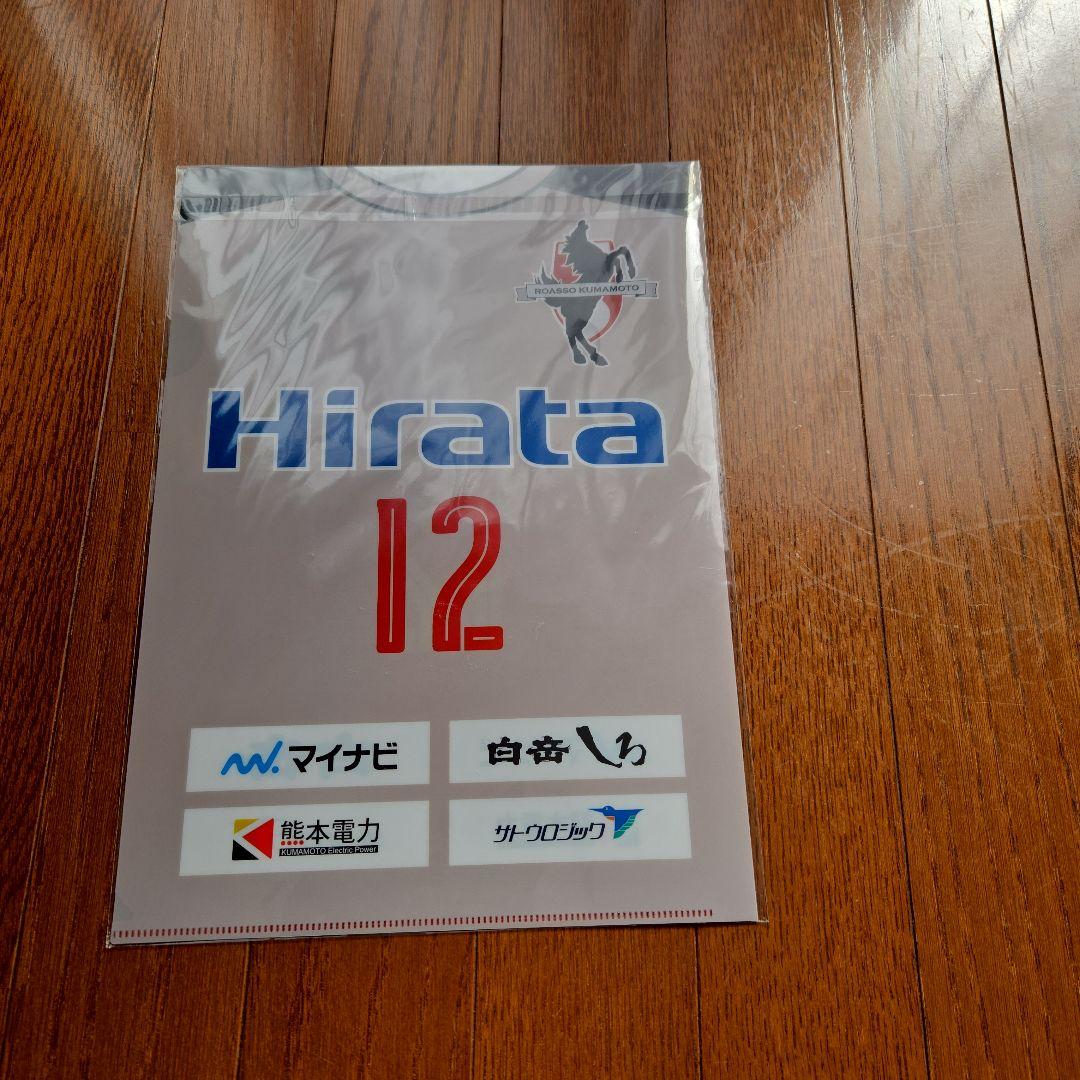 ROASSO KUMAMOTO
Hirata
12
マイナビ
白岳しろ
熊本電力
KUMAMOTO Electric Power
サトウロジック